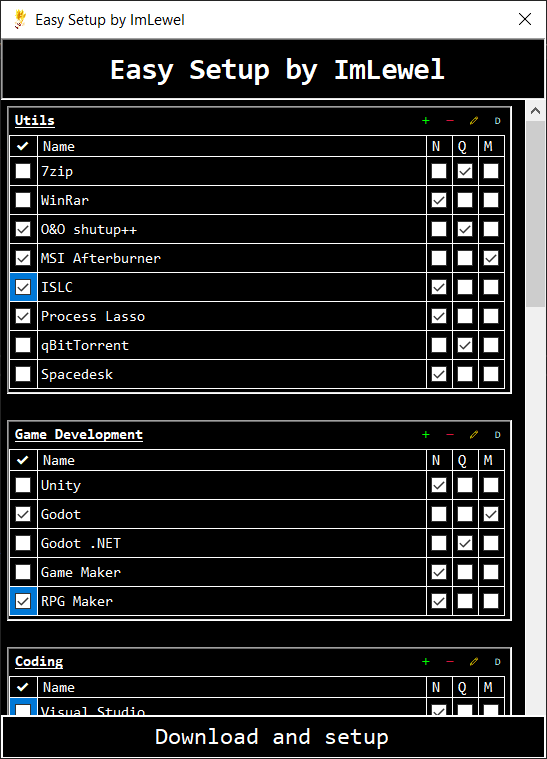 Easy Setup by ImLewel
Easy Setup by ImLewel
Utils + − D
✓ Name N Q M
7zip
WinRar
O&O shutup++
MSI Afterburner
ISLC
Process Lasso
qBitTorrent
Spacedesk
Game Development + − D
✓ Name N Q M
Unity
Godot
Godot .NET
Game Maker
RPG Maker
Coding + − D
✓ Name N Q M
Visual Studio
Download and setup